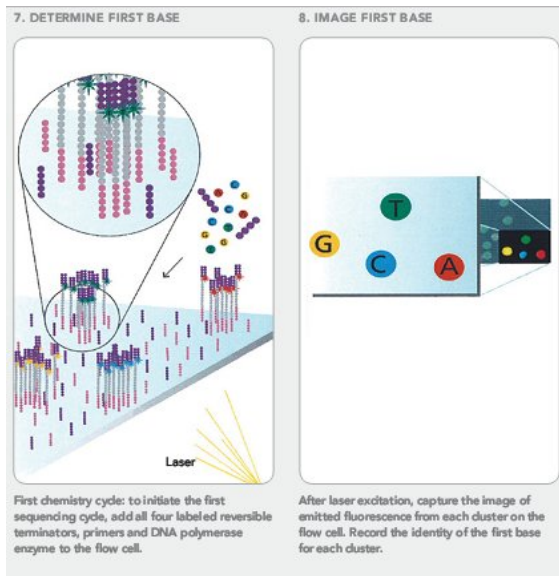 7. DETERMINE FIRST BASE
G
C
A
G
C
T
G
A
T
G
Laser
First chemistry cycle: to initiate the first
sequencing cycle, add all four labeled reversible
terminators, primers and DNA polymerase
enzyme to the flow cell.
8. IMAGE FIRST BASE
T
G
C
A
After laser excitation, capture the image of
emitted fluorescence from each cluster on the
flow cell. Record the identity of the first base
for each cluster.